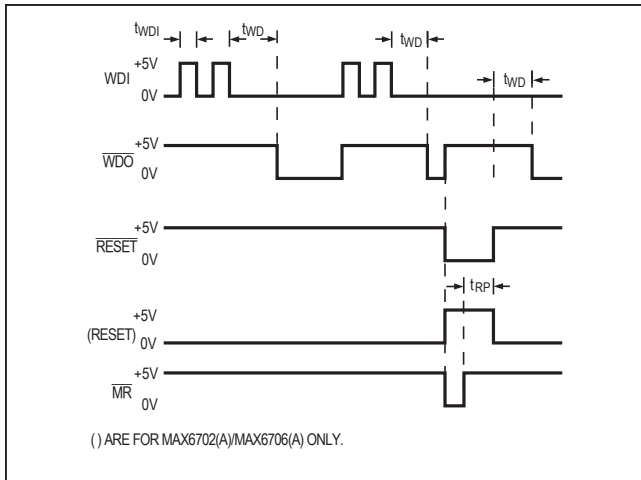 tWDI tWD tWD tWD
WDI +5V
0V
WDO +5V
0V
RESET +5V
0V
tRP
(RESET) +5V
0V
MR +5V
0V
( ) ARE FOR MAX6702(A)/MAX6706(A) ONLY.